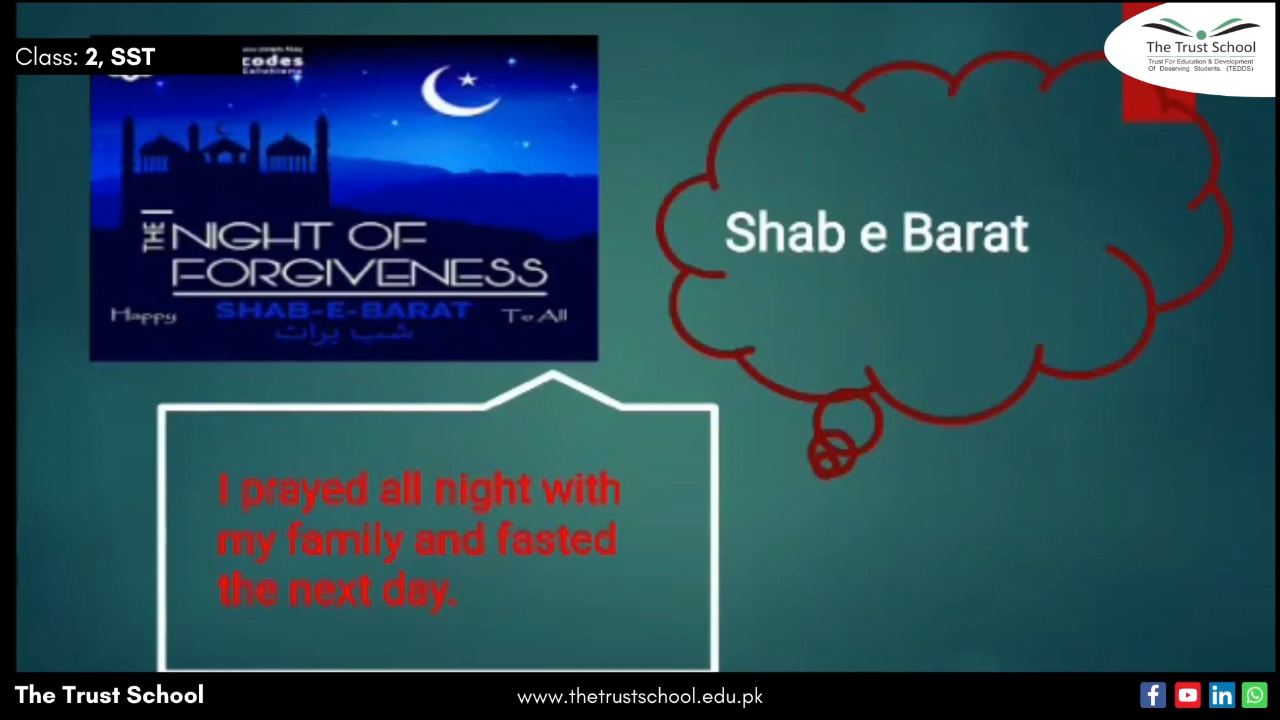 Class: 2, SST
codes
Solutions
THE NIGHT OF
FORGIVENESS
Happy SHAB-E-BARAT To All
شب برات
Shab e Barat
The Trust School
Trust For Education & Development
Of Deserving Students. (TEDDS)
I prayed all night with
my family and fasted
the next day.
The Trust School
www.thetrustschool.edu.pk